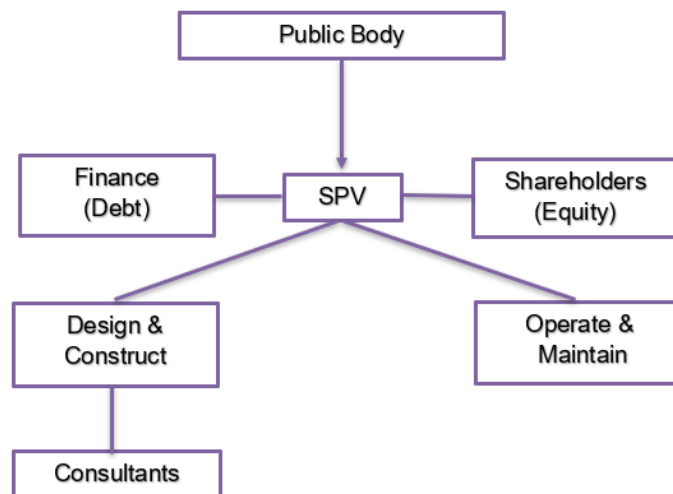 Public Body
Finance
(Debt)
SPV
Shareholders
(Equity)
Design &
Construct
Operate &
Maintain
Consultants